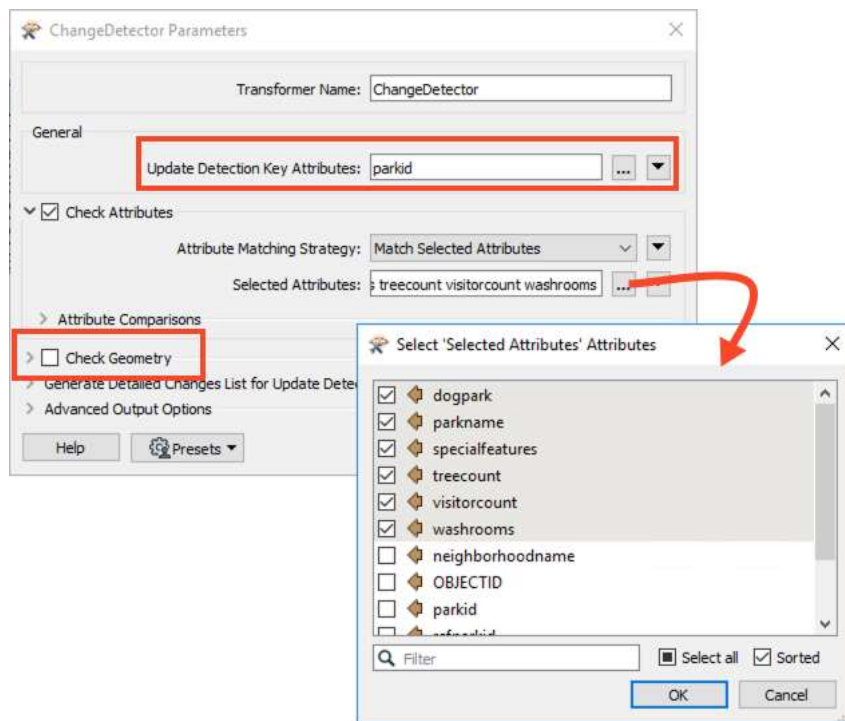 ChangeDetector Parameters
Transformer Name: ChangeDetector
General
Update Detection Key Attributes: parkid ...
Check Attributes
Attribute Matching Strategy: Match Selected Attributes
Selected Attributes: s treecount visitorcount washrooms ...
Attribute Comparisons
Check Geometry
Generate Detailed Changes List for Update Dete
Advanced Output Options
Help Presets
Select 'Selected Attributes' Attributes
dogpark
parkname
specialfeatures
treecount
visitorcount
washrooms
neighborhoodname
OBJECTID
parkid
Filter Select all Sorted
OK Cancel